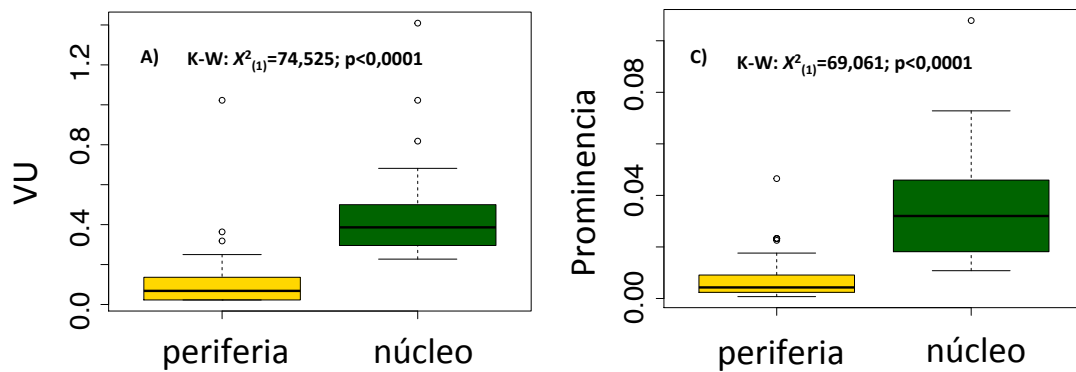 A) K-W: X²(1)=74,525; p<0,0001
VU
0.0 0.4 0.8 1.2
periferia núcleo
C) K-W: X²(1)=69,061; p<0,0001
Prominencia
0.00 0.04 0.08
periferia núcleo